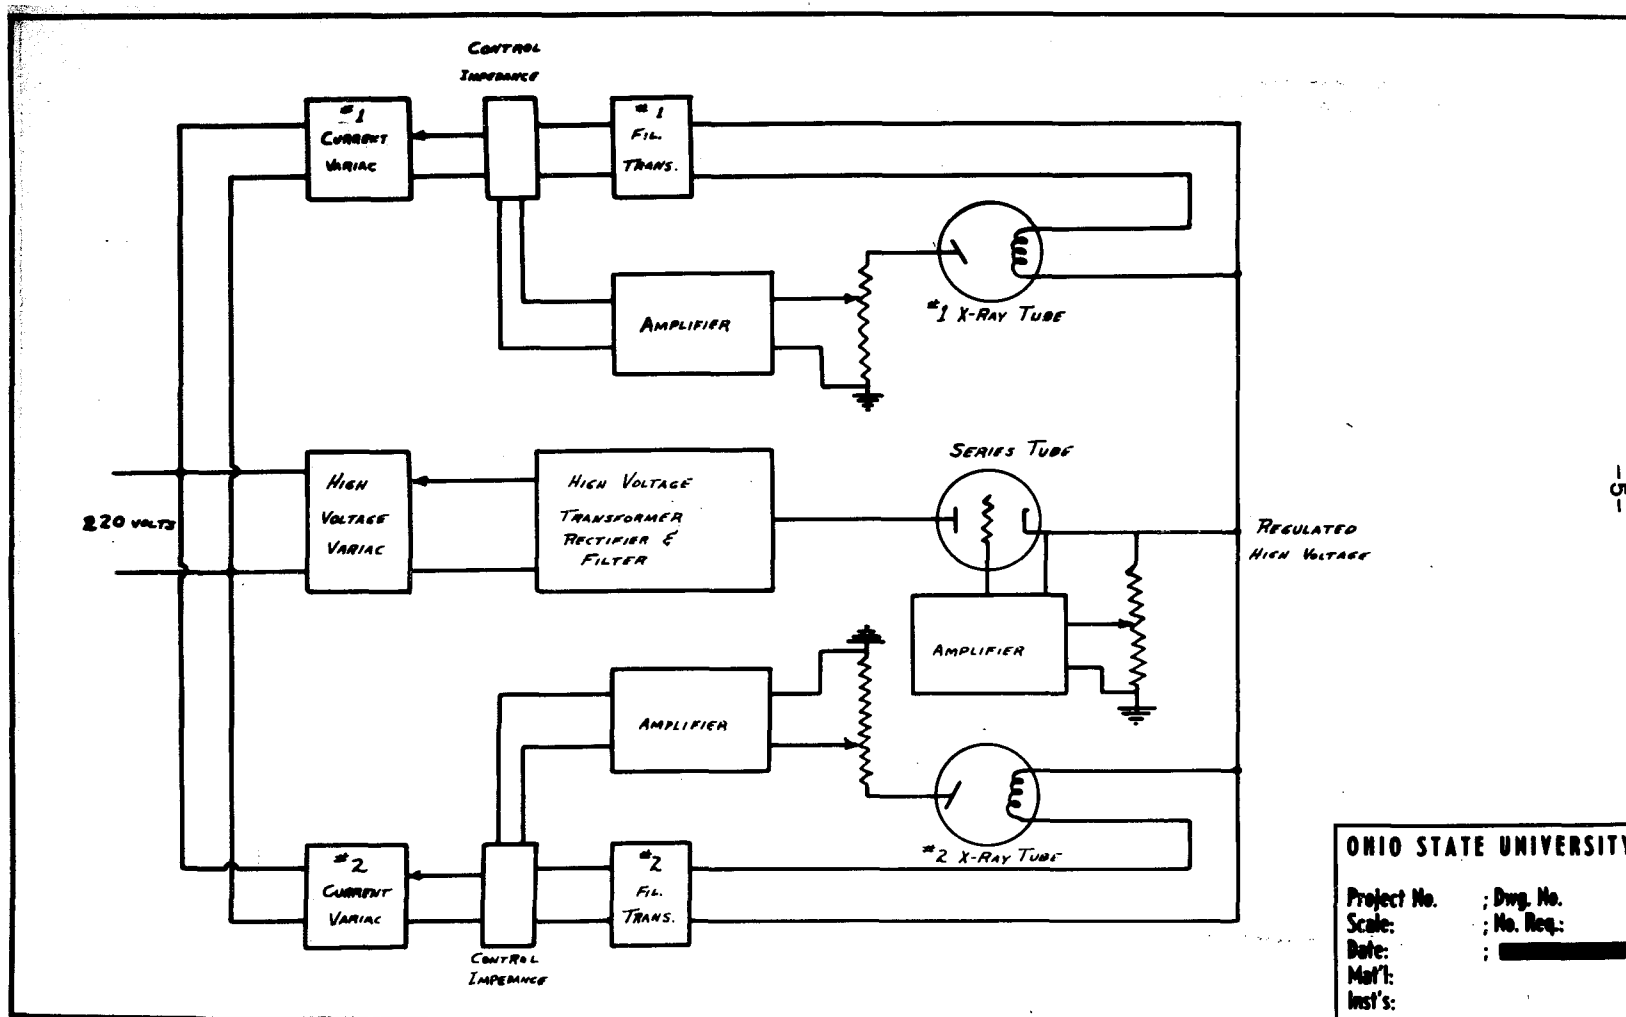 CONTROL
IMPEDANCE
#1
CURRENT
VARIAC
#1
FIL.
TRANS.
AMPLIFIER
#1 X-RAY TUBE
SERIES TUBE
220 VOLTS
HIGH
VOLTAGE
VARIAC
HIGH VOLTAGE
TRANSFORMER
RECTIFIER &
FILTER
REGULATED
HIGH VOLTAGE
-5-
AMPLIFIER
AMPLIFIER
#2 X-RAY TUBE
#2
CURRENT
VARIAC
#2
FIL.
TRANS.
CONTROL
IMPEDANCE
OHIO STATE UNIVERSITY
Project No. ; Dwg. No.
Scale: ; No. Req.:
Date: ;
Mat'l:
Inst's: